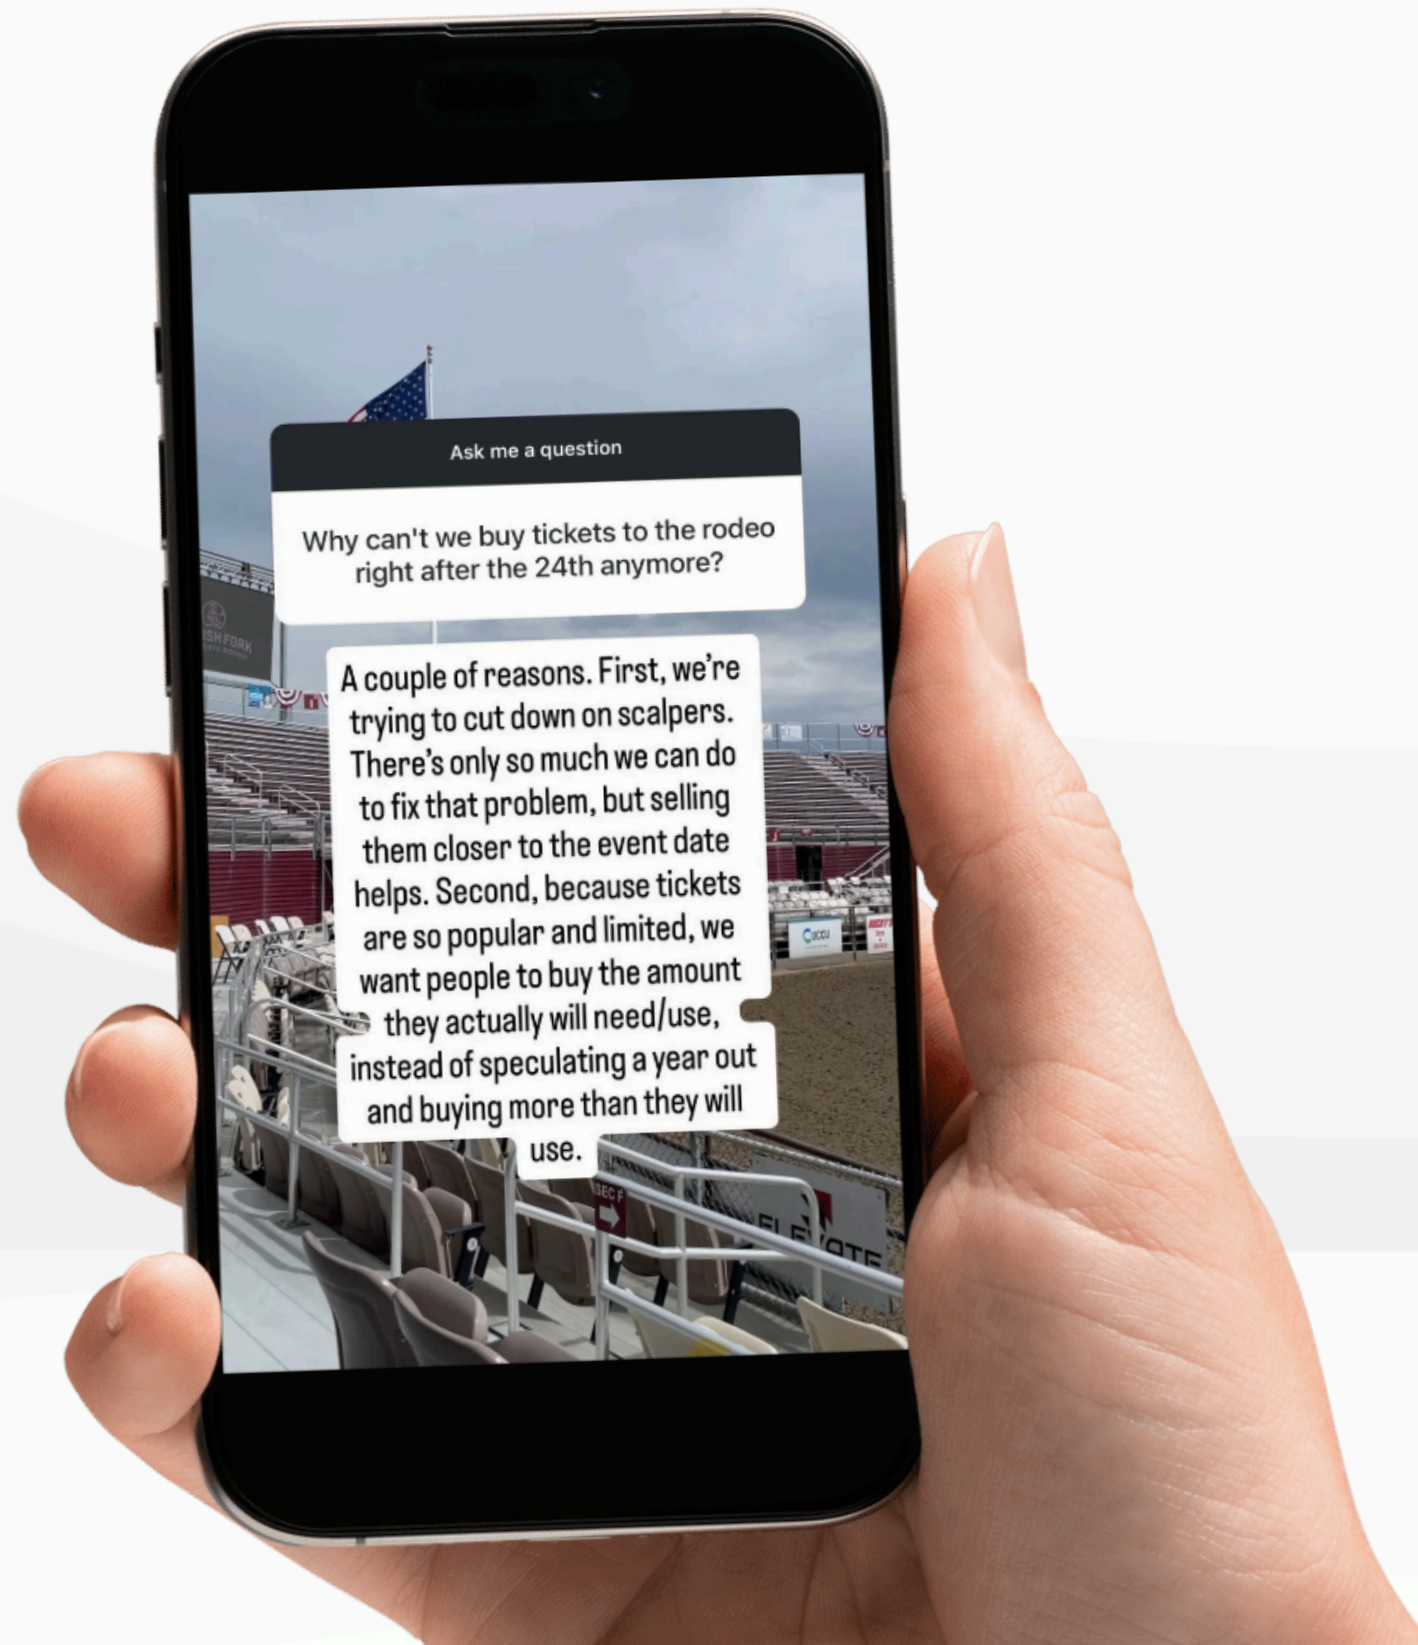 Ask me a question
Why can't we buy tickets to the rodeo
right after the 24th anymore?
SH FORK
A couple of reasons. First, we’re
trying to cut down on scalpers.
There’s only so much we can do
to fix that problem, but selling
them closer to the event date
helps. Second, because tickets
are so popular and limited, we
want people to buy the amount
they actually will need/use,
instead of speculating a year out
and buying more than they will
use.
UCCU
SEC F
ELEVATE